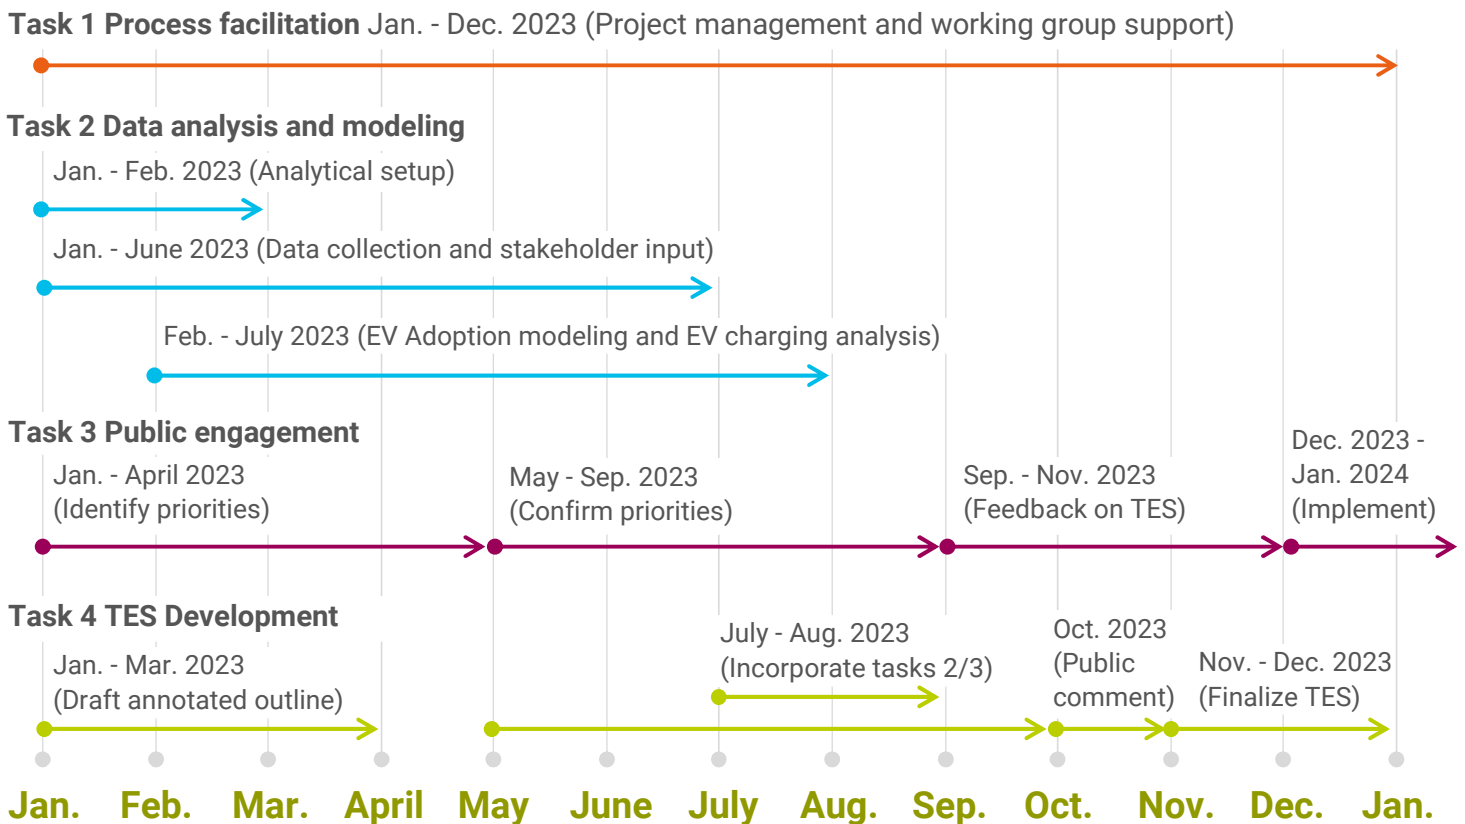 Task 1 Process facilitation Jan. - Dec. 2023 (Project management and working group support)
Task 2 Data analysis and modeling
Jan. - Feb. 2023 (Analytical setup)
Jan. - June 2023 (Data collection and stakeholder input)
Feb. - July 2023 (EV Adoption modeling and EV charging analysis)
Task 3 Public engagement
Jan. - April 2023
(Identify priorities)
May - Sep. 2023
(Confirm priorities)
Sep. - Nov. 2023
(Feedback on TES)
Dec. 2023 -
Jan. 2024
(Implement)
Task 4 TES Development
Jan. - Mar. 2023
(Draft annotated outline)
July - Aug. 2023
(Incorporate tasks 2/3)
Oct. 2023
(Public
comment)
Nov. - Dec. 2023
(Finalize TES)
Jan. Feb. Mar. April May June July Aug. Sep. Oct. Nov. Dec. Jan.